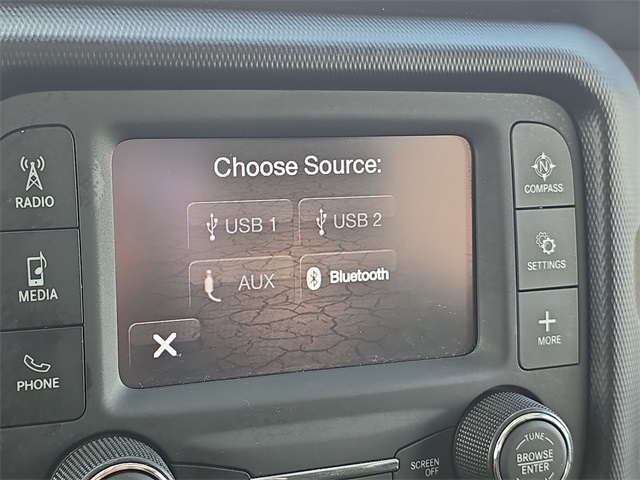 Choose Source:
USB 1
USB 2
AUX
Bluetooth
RADIO
MEDIA
PHONE
N
COMPASS
SETTINGS
MORE
SCREEN
OFF
TUNE
BROWSE
ENTER